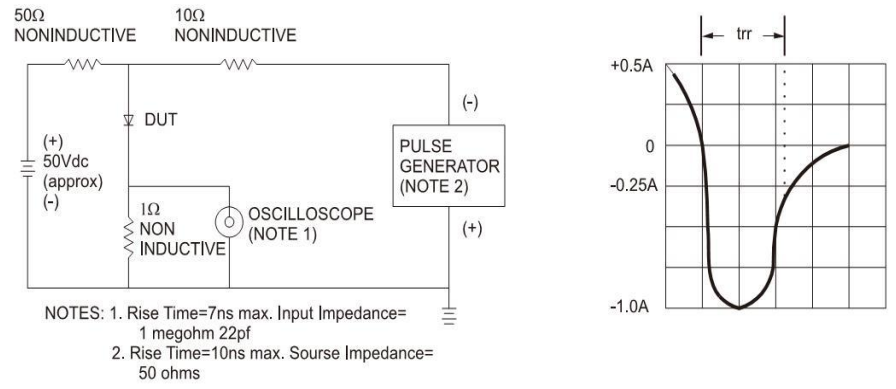 50Ω
NONINDUCTIVE
10Ω
NONINDUCTIVE
DUT
(+)
50Vdc
(approx)
(-)
1Ω
NON
INDUCTIVE
OSCILLOSCOPE
(NOTE 1)
(-)
PULSE
GENERATOR
(NOTE 2)
(+)
NOTES: 1. Rise Time=7ns max. Input Impedance=
1 megohm 22pf
2. Rise Time=10ns max. Sourse Impedance=
50 ohms
trr
+0.5A
0
-0.25A
-1.0A